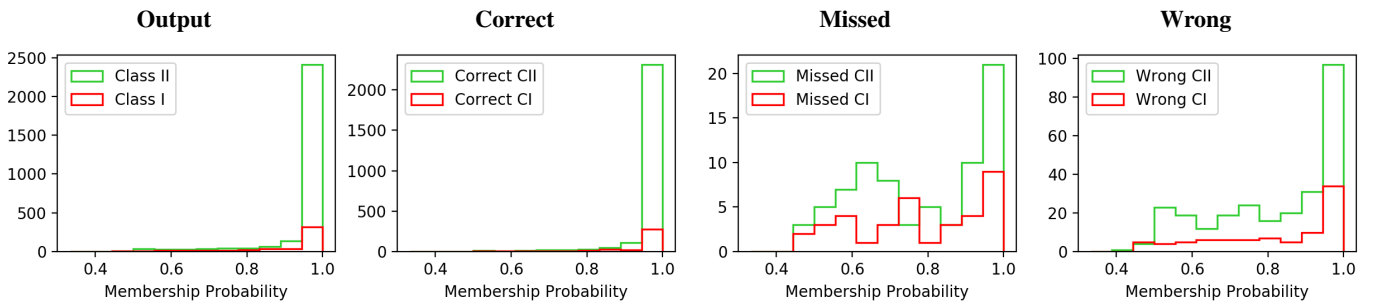 Output
Correct
Missed
Wrong
2500
2000
1500
1000
500
0
Class II
Class I
0.4 0.6 0.8 1.0
Membership Probability
2000
1500
1000
500
0
Correct CII
Correct CI
0.4 0.6 0.8 1.0
Membership Probability
20
15
10
5
0
Missed CII
Missed CI
0.4 0.6 0.8 1.0
Membership Probability
100
80
60
40
20
0
Wrong CII
Wrong CI
0.4 0.6 0.8 1.0
Membership Probability